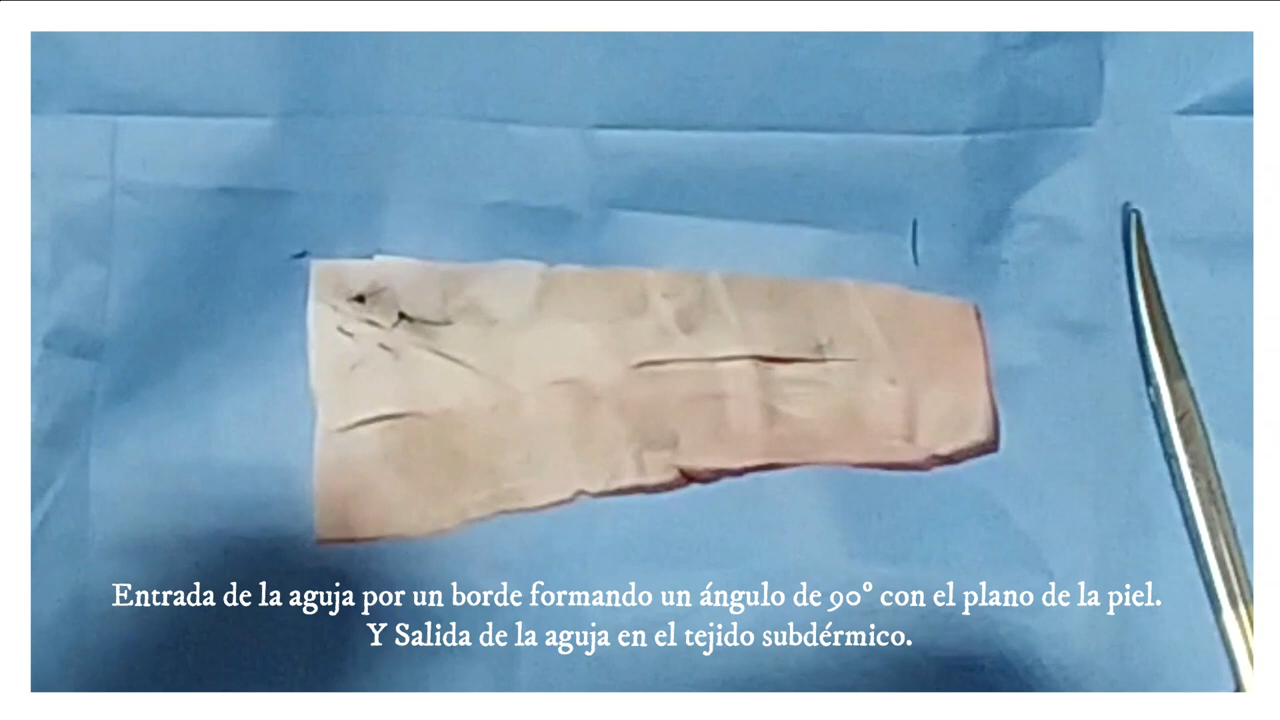 Entrada de la aguja por un borde formando un ángulo de 90º con el plano de la piel.
Y Salida de la aguja en el tejido subdérmico.